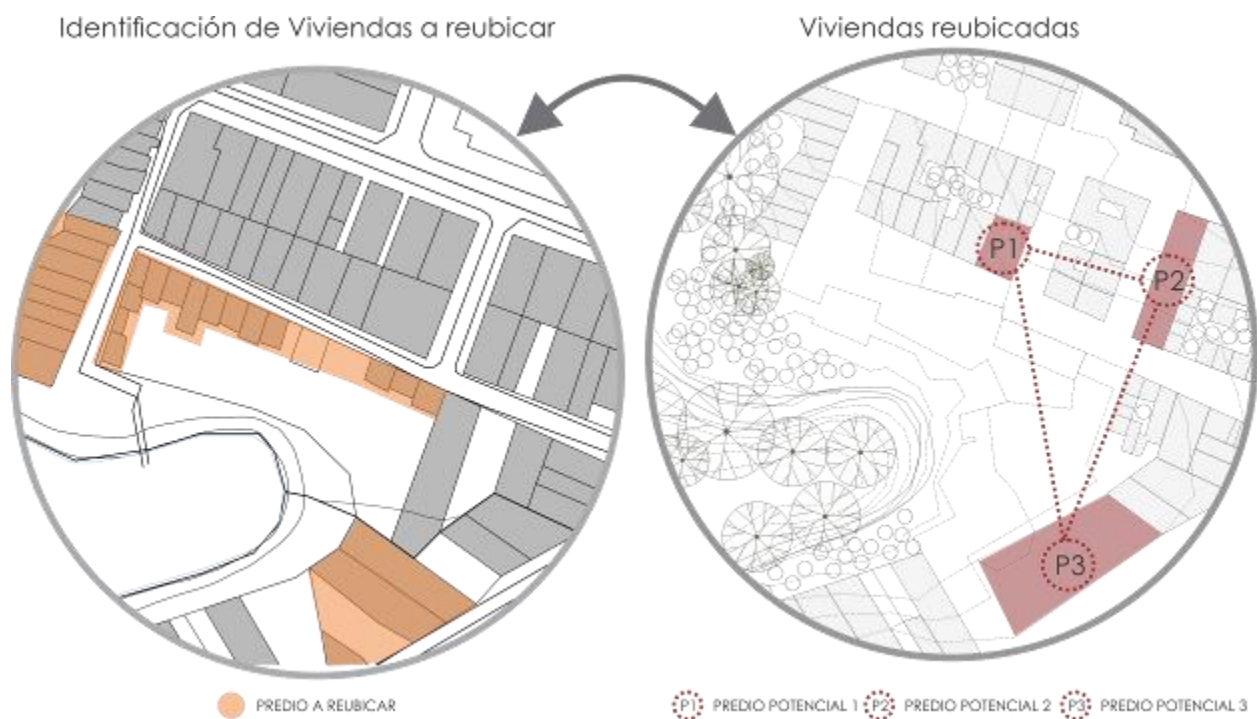 Identificación de Viviendas a reubicar
Viviendas reubicadas
P1
P2
P3
PREDIO A REUBICAR
P1 PREDIO POTENCIAL 1 P2 PREDIO POTENCIAL 2 P3 PREDIO POTENCIAL 3